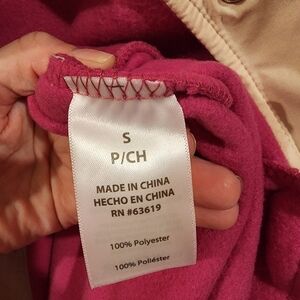 S
P/CH
MADE IN CHINA
HECHO EN CHINA
RN #63619
100% Polyester
100% Poliéster